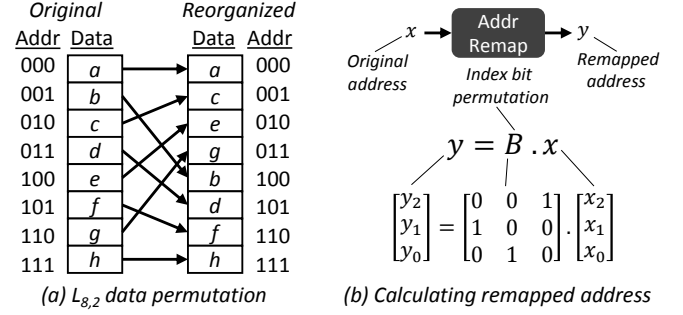 Original Reorganized
Addr Data Data Addr
000 a a 000
001 b c 001
010 c e 010
011 d g 011
100 e b 100
101 f d 101
110 g f 110
111 h h 111
(a) L8,2 data permutation
x Addr Remap y
Original address
Remapped address
Index bit permutation
y = B . x
[y2] = [0 0 1] . [x2]
[y1] [1 0 0] [x1]
[y0] [0 1 0] [x0]
(b) Calculating remapped address